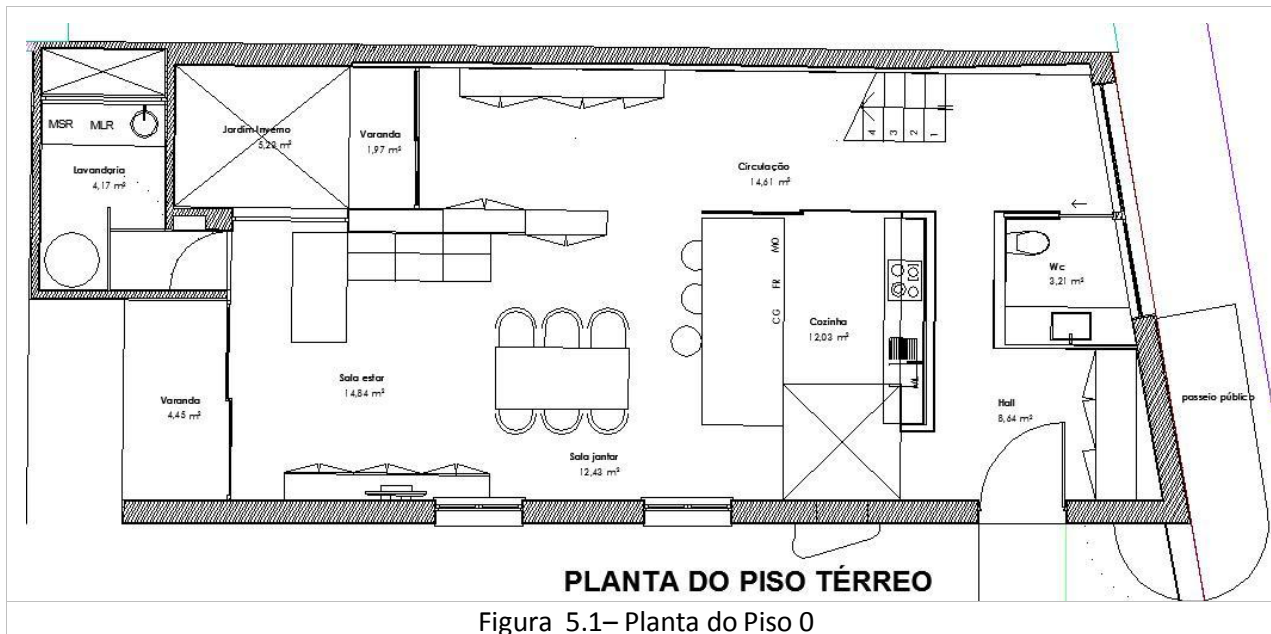 MSR MLR
Lavandaria
4,17 m²
Jardim Inverno
5,23 m²
Varanda
1,97 m²
Circulação
14,61 m²
4 3 2 1
Wc
3,21 m²
MO
FR
CG
Cozinha
12,03 m²
ML
Sala estar
14,84 m²
Varanda
4,45 m²
Hall
8,64 m²
passeio público
Sala jantar
12,43 m²
PLANTA DO PISO TÉRREO
Figura 5.1– Planta do Piso 0